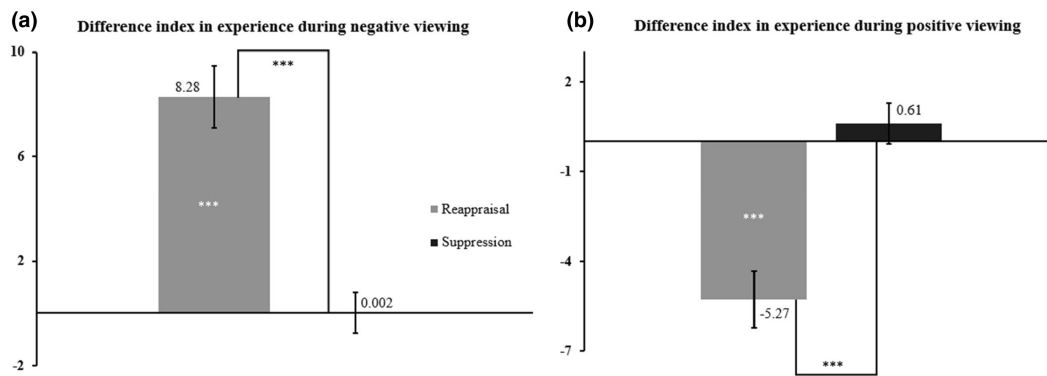 (a)
Difference index in experience during negative viewing
10
6
2
-2
8.28
***
***
0.002
Reappraisal
Suppression
(b)
Difference index in experience during positive viewing
2
-1
-4
-7
0.61
***
-5.27
***